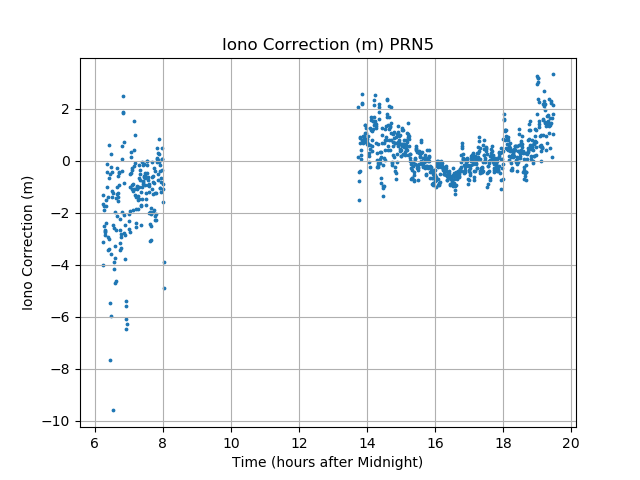 Iono Correction (m) PRN5
Iono Correction (m)
2
0
−2
−4
−6
−8
−10
6 8 10 12 14 16 18 20
Time (hours after Midnight)